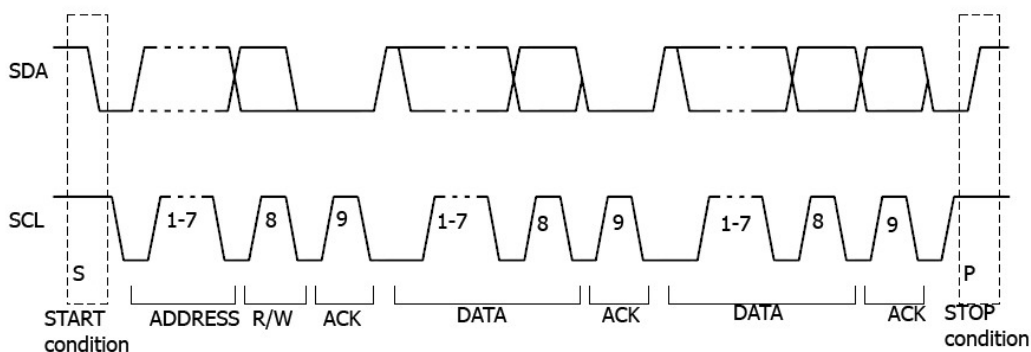 SDA
SCL
1-7
8
9
1-7
8
9
1-7
8
9
S
P
START
condition
ADDRESS
R/W
ACK
DATA
ACK
DATA
ACK
STOP
condition